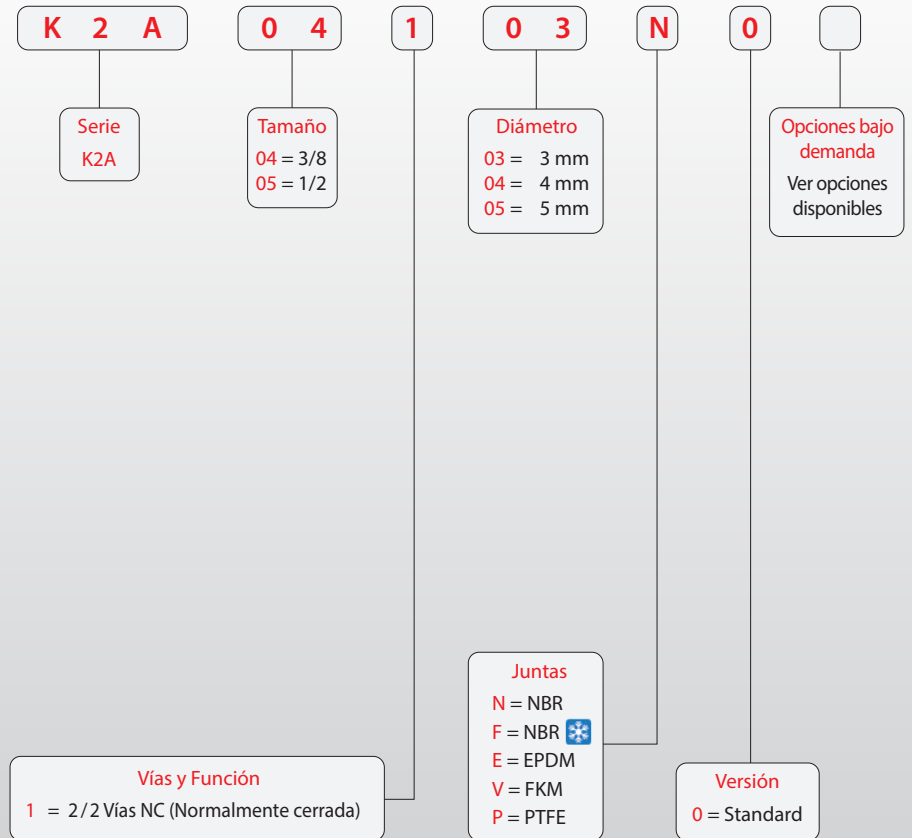 K 2 A 0 4 1 0 3 N 0
Serie
K2A
Tamaño
04 = 3/8
05 = 1/2
Diámetro
03 = 3 mm
04 = 4 mm
05 = 5 mm
Opciones bajo
demanda
Ver opciones
disponibles
Juntas
N = NBR
F = NBR
E = EPDM
V = FKM
P = PTFE
Vías y Función
1 = 2/2 Vías NC (Normalmente cerrada)
Versión
0 = Standard